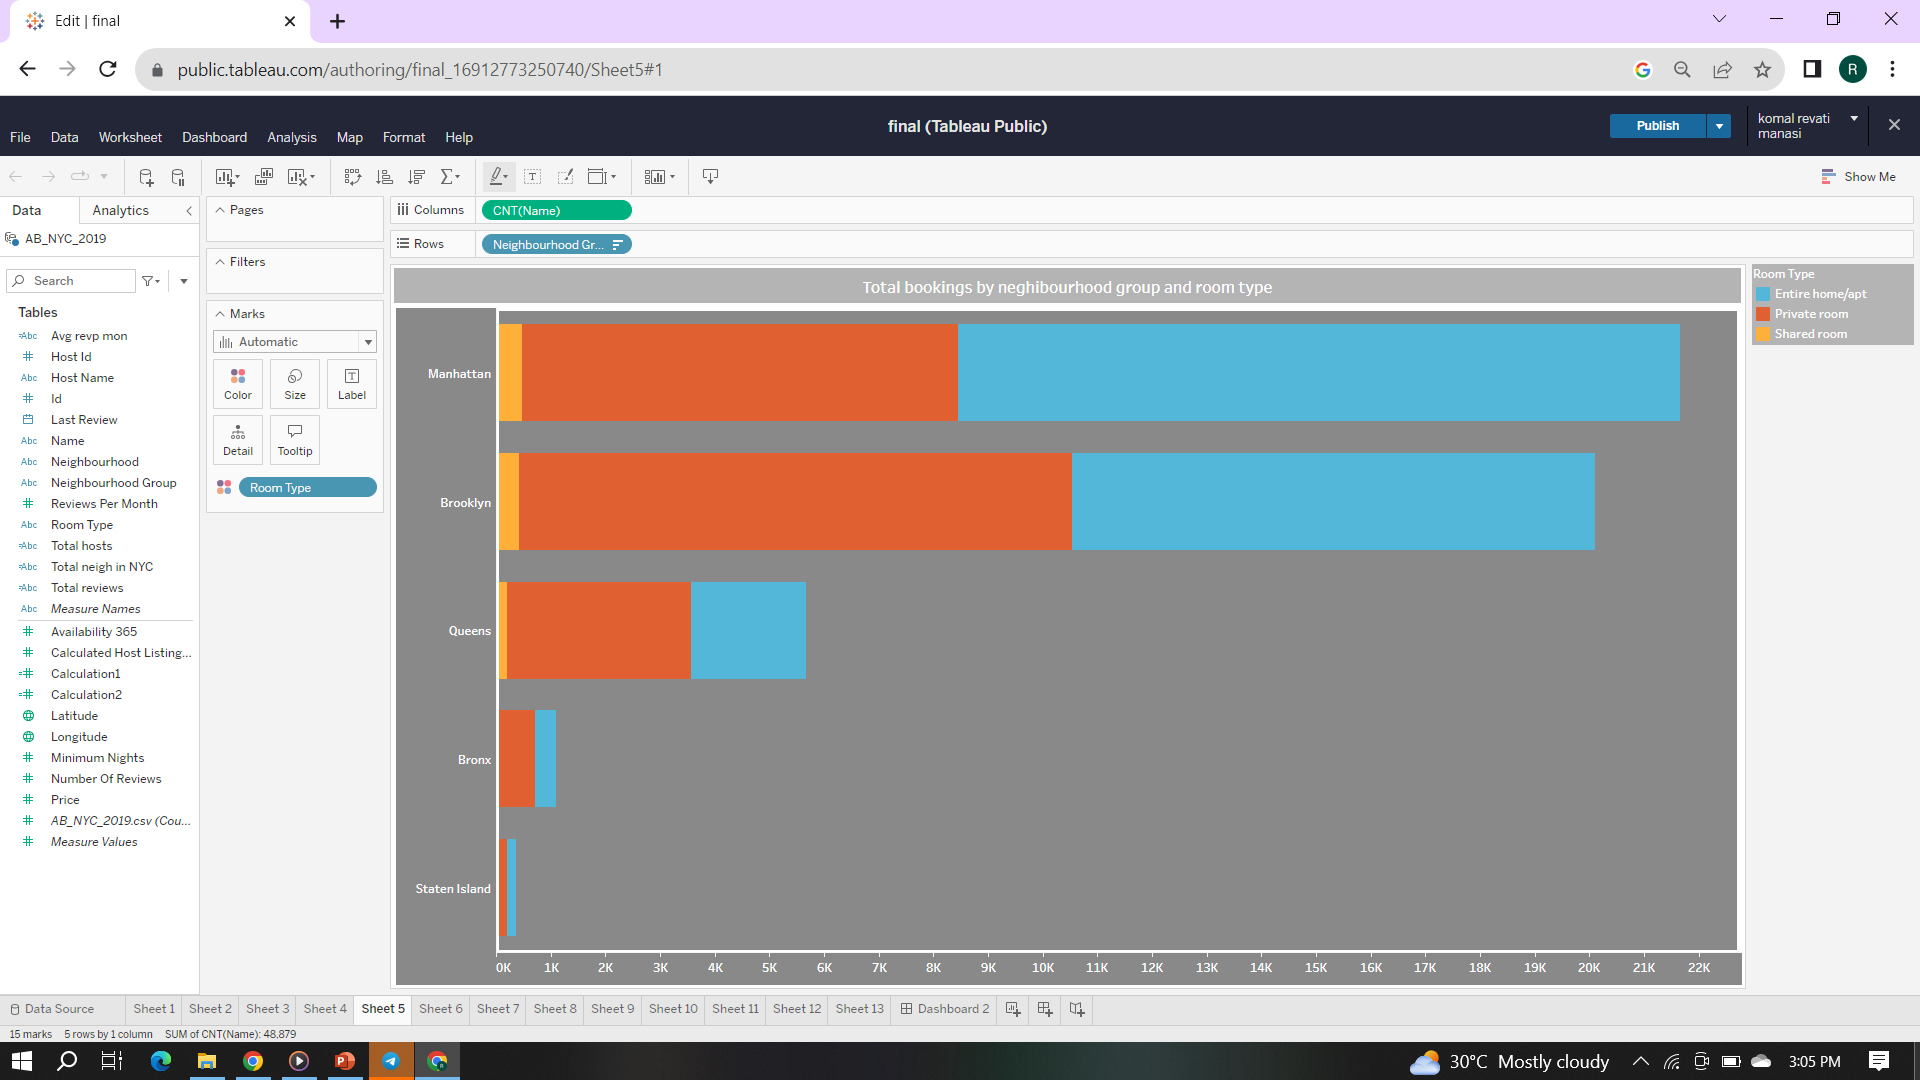 Edit | final
public.tableau.com/authoring/final_16912773250740/Sheet5#1
R
File Data Worksheet Dashboard Analysis Map Format Help
final (Tableau Public)
Publish
komal revati
manasi
Show Me
Data Analytics
AB_NYC_2019
Search
Tables
Abc Avg revp mon
Host Id
Abc Host Name
Id
Last Review
Abc Name
Abc Neighbourhood
Abc Neighbourhood Group
Reviews Per Month
Abc Room Type
Abc Total hosts
Abc Total neigh in NYC
Abc Total reviews
Abc Measure Names
Availability 365
Calculated Host Listing...
Calculation1
Calculation2
Latitude
Longitude
Minimum Nights
Number Of Reviews
Price
AB_NYC_2019.csv (Cou...
Measure Values
Pages
Filters
Marks
Automatic
Color Size Label
Detail Tooltip
Room Type
Columns CNT(Name)
Rows Neighbourhood Gr...
Total bookings by neghibourhood group and room type
Manhattan
Brooklyn
Queens
Bronx
Staten Island
0K 1K 2K 3K 4K 5K 6K 7K 8K 9K 10K 11K 12K 13K 14K 15K 16K 17K 18K 19K 20K 21K 22K
Room Type
Entire home/apt
Private room
Shared room
Data Source Sheet 1 Sheet 2 Sheet 3 Sheet 4 Sheet 5 Sheet 6 Sheet 7 Sheet 8 Sheet 9 Sheet 10 Sheet 11 Sheet 12 Sheet 13 Dashboard 2
15 marks 5 rows by 1 column SUM of CNT(Name): 48,879
30°C Mostly cloudy
3:05 PM